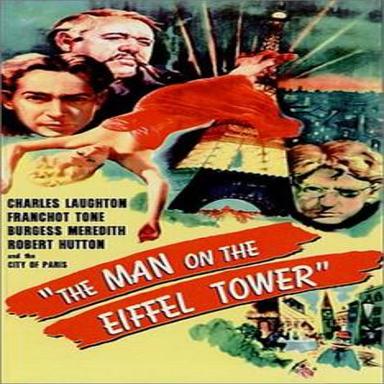 CHARLES LAUGHTON
FRANCHOT TONE
BURGESS MEREDITH
ROBERT HUTTON
and the
CITY OF PARIS
"THE MAN ON THE
EIFFEL TOWER"